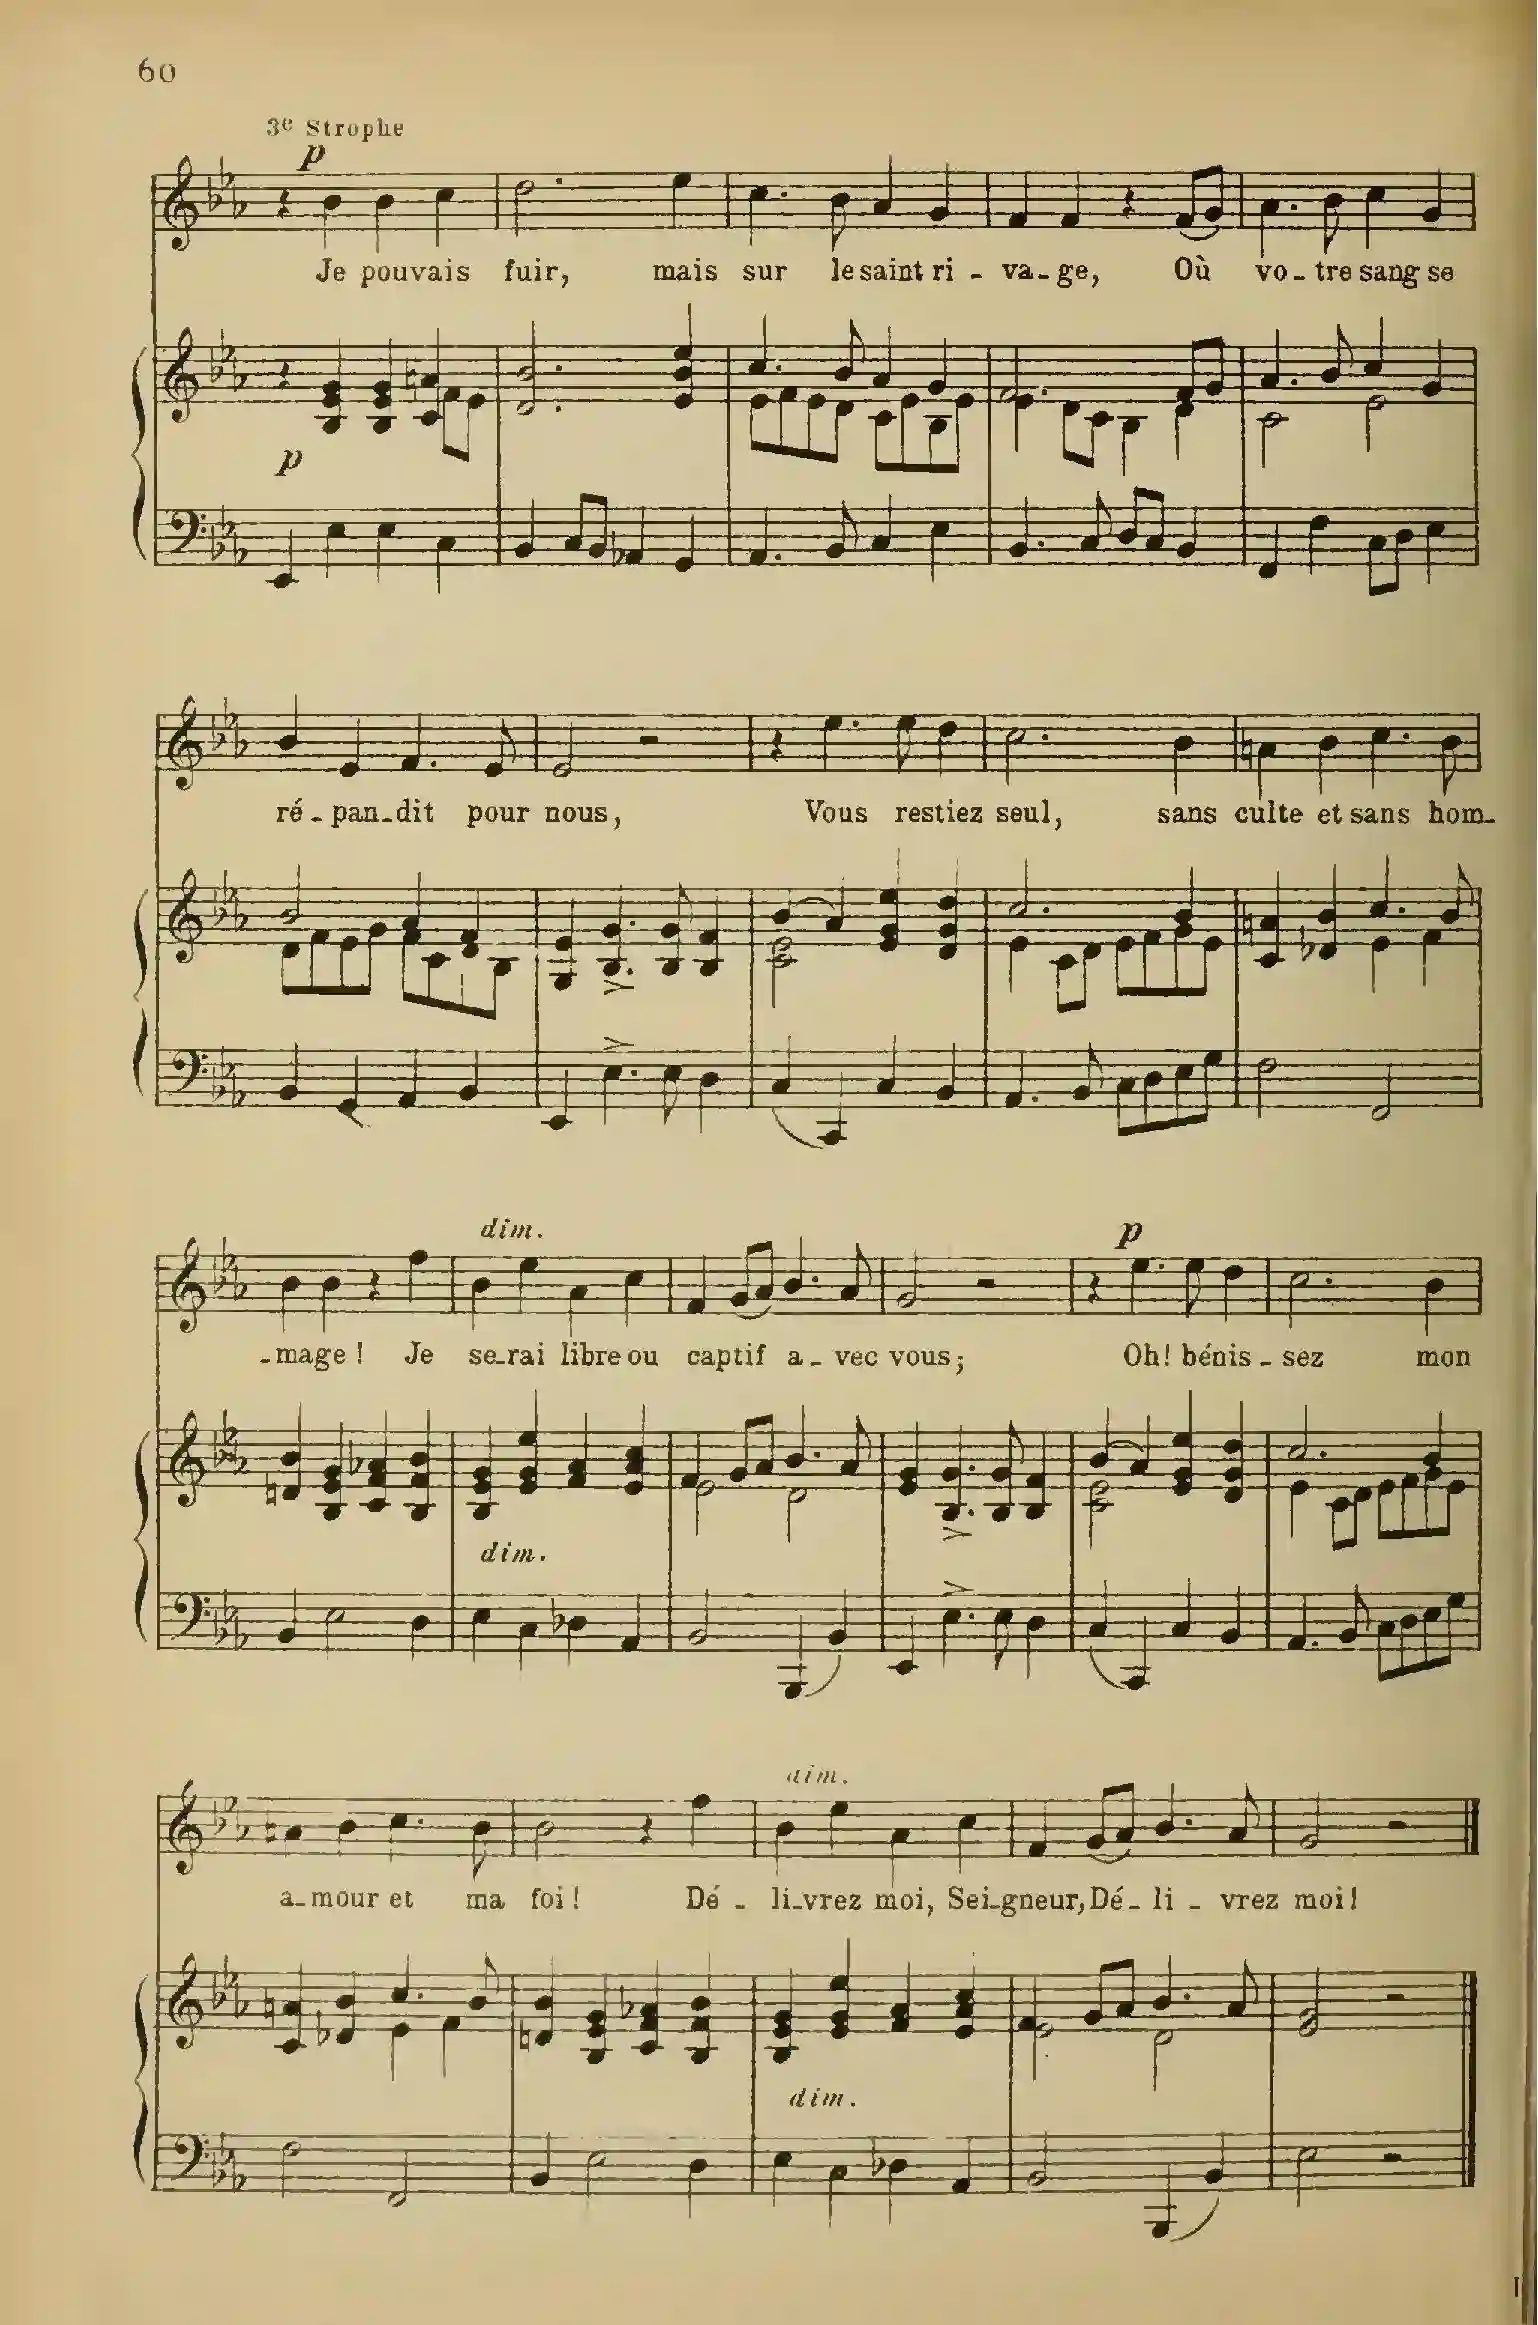 60
3e Strophe
p
Je pouvais fuir, mais sur le saint ri - va - ge, Où vo - tre sang se
p
ré - pan - dit pour nous, Vous restiez seul, sans culte et sans hom-
dim. p
-mage ! Je se - rai libre ou captif a - vec vous; Oh! bénis - sez mon
dim.
dim.
a - mour et ma foi ! Dé - li - vrez moi, Seigneur, Dé - li - vrez moi !
dim.